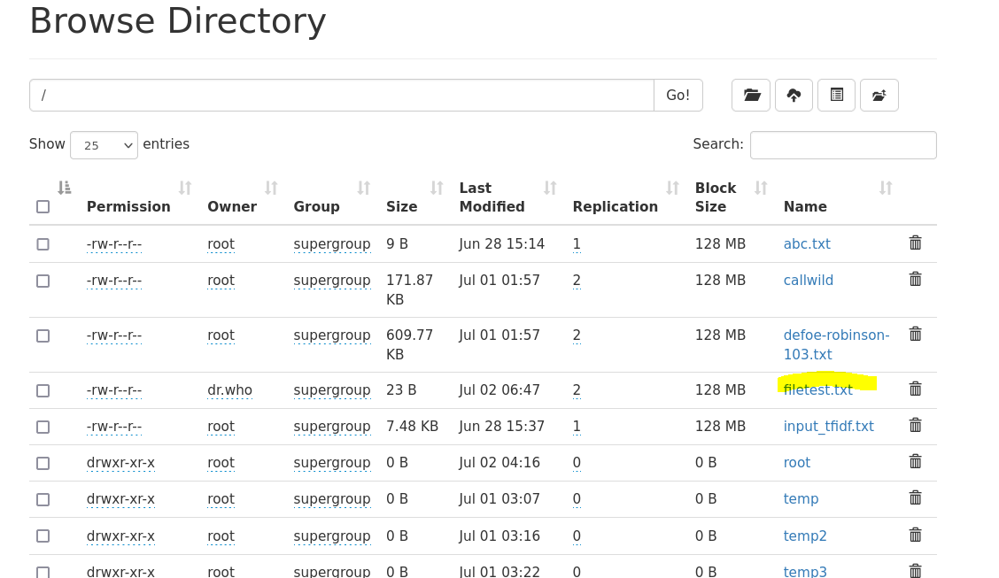 Browse Directory
/ Go!
Show 25 entries Search:
Permission Owner Group Size Last Modified Replication Block Size Name
-rw-r--r-- root supergroup 9 B Jun 28 15:14 1 128 MB abc.txt
-rw-r--r-- root supergroup 171.87 KB Jul 01 01:57 2 128 MB callwild
-rw-r--r-- root supergroup 609.77 KB Jul 01 01:57 2 128 MB defoe-robinson-103.txt
-rw-r--r-- dr.who supergroup 23 B Jul 02 06:47 2 128 MB filetest.txt
-rw-r--r-- root supergroup 7.48 KB Jun 28 15:37 1 128 MB input_tfidf.txt
drwxr-xr-x root supergroup 0 B Jul 02 04:16 0 0 B root
drwxr-xr-x root supergroup 0 B Jul 01 03:07 0 0 B temp
drwxr-xr-x root supergroup 0 B Jul 01 03:16 0 0 B temp2
drwxr-xr-x root supergroup 0 B Jul 01 03:22 0 0 B temp3